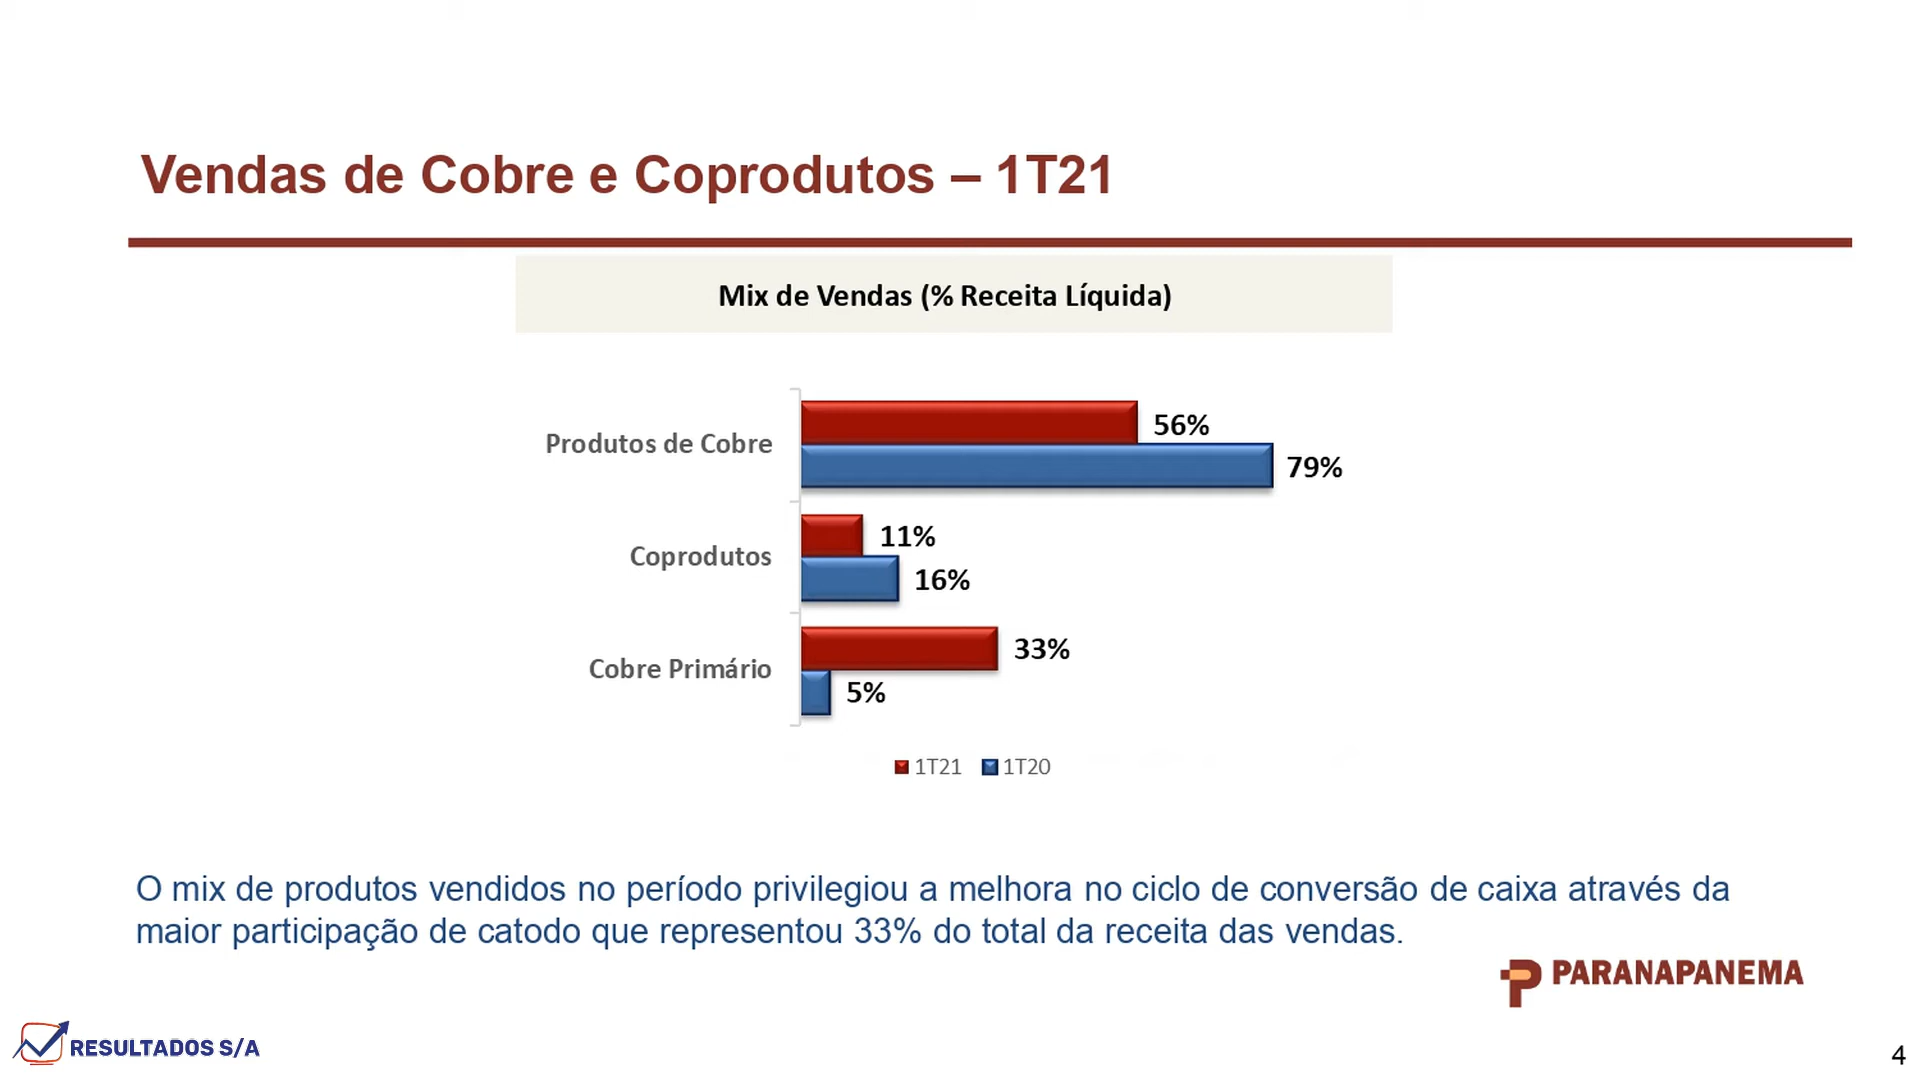 Vendas de Cobre e Coprodutos – 1T21
Mix de Vendas (% Receita Líquida)
Produtos de Cobre
56%
79%
Coprodutos
11%
16%
Cobre Primário
33%
5%
1T21
1T20
O mix de produtos vendidos no período privilegiou a melhora no ciclo de conversão de caixa através da
maior participação de catodo que representou 33% do total da receita das vendas.
PARANAPANEMA
RESULTADOS S/A
4